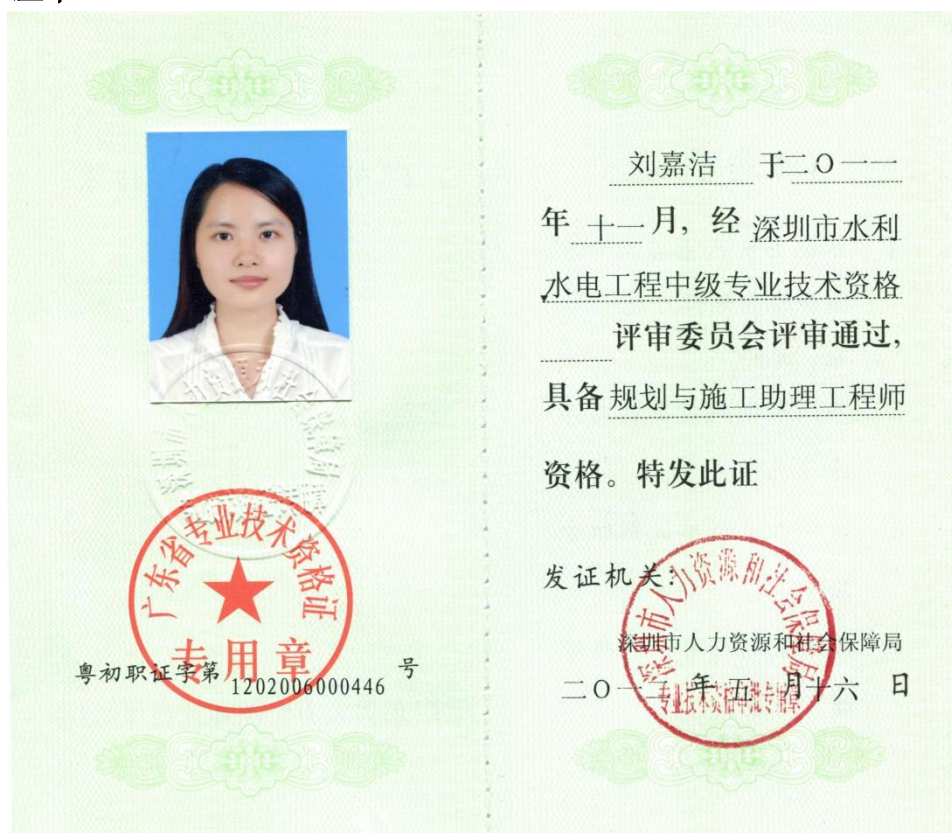 广东省专业技术资格证
专用章
粤初职证字第 1202006000446 号
刘嘉洁 于二〇一一
年 十一 月, 经 深圳市水利
水电工程中级专业技术资格
评审委员会评审通过,
具备 规划与施工助理工程师
资格。特发此证
发证机关:
深圳市人力资源和社会保障局
二〇一二 年 五 月十六 日
深圳市人力资源和社会保障局
专业技术资格审批专用章